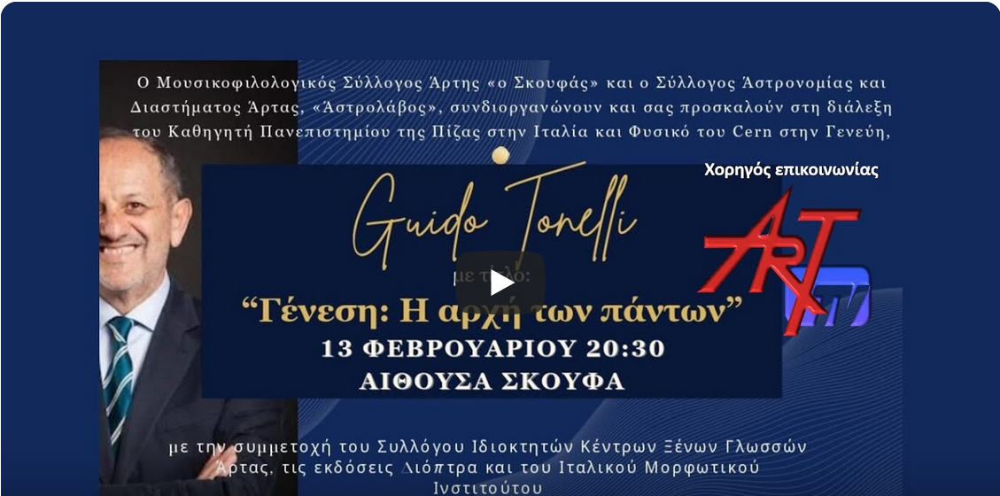 Ο Μουσικοφιλολογικός Σύλλογος Άρτης «ο Σκουφάς» και ο Σύλλογος Άστρονομίας και
Διαστήματος Άρτας, «Άστρολάβος», συνδιοργανώνουν και σας προσκαλούν στη διάλεξη
του Καθηγητή Πανεπιστημίου της Πίζας στην Ιταλία και Φυσικό του Cern στην Γενεύη,
Χορηγός επικοινωνίας
Guido Tonelli
ART TV
με τίτλο:
“Γένεση: Η αρχή των πάντων”
13 ΦΕΒΡΟΥΑΡΙΟΥ 20:30
ΑΙΘΟΥΣΑ ΣΚΟΥΦΑ
με την συμμετοχή του Συλλόγου Ιδιοκτητών Κέντρων Ξένων Γλωσσών
Άρτας, τις εκδόσεις Διόπτρα και του Ιταλικού Μορφωτικού
Ινστιτούτου